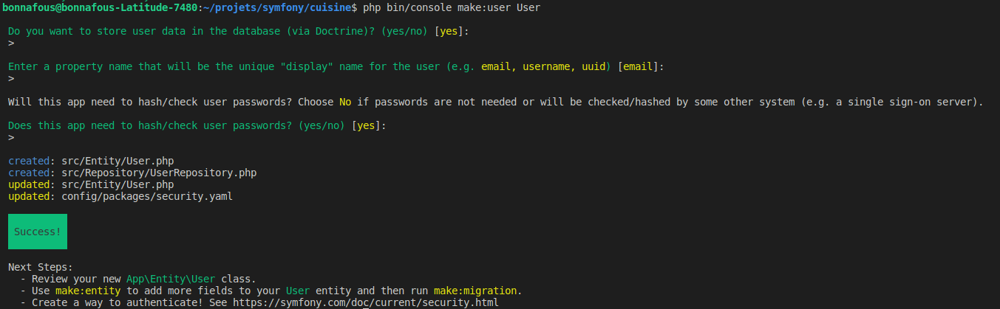 bonnafous@bonnafous-Latitude-7480:~/projets/symfony/cuisine$ php bin/console make:user User
Do you want to store user data in the database (via Doctrine)? (yes/no) [yes]:
>
Enter a property name that will be the unique "display" name for the user (e.g. email, username, uuid) [email]:
>
Will this app need to hash/check user passwords? Choose No if passwords are not needed or will be checked/hashed by some other system (e.g. a single sign-on server).
Does this app need to hash/check user passwords? (yes/no) [yes]:
>
created: src/Entity/User.php
created: src/Repository/UserRepository.php
updated: src/Entity/User.php
updated: config/packages/security.yaml
Success!
Next Steps:
- Review your new App\Entity\User class.
- Use make:entity to add more fields to your User entity and then run make:migration.
- Create a way to authenticate! See https://symfony.com/doc/current/security.html